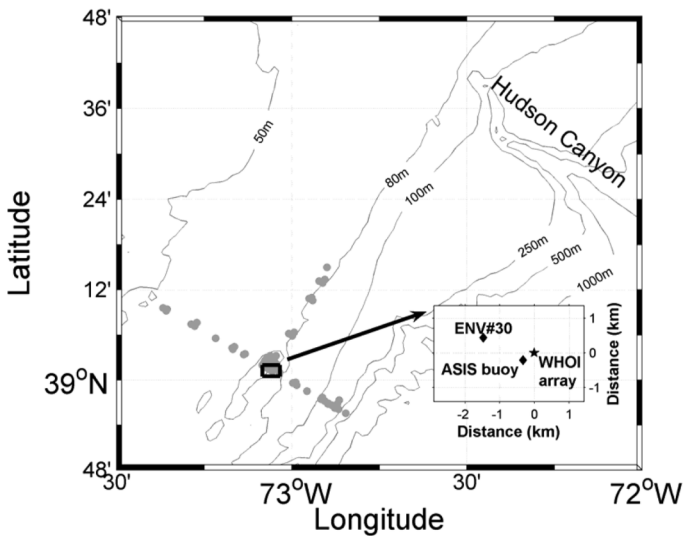 48'
36'
24'
12'
39°N
48'
Latitude
30'
73°W
30'
72°W
Longitude
Hudson Canyon
50m
80m
100m
250m
500m
1000m
ENV#30
ASIS buoy
WHOI
array
1
0
-1
Distance (km)
-2
-1
0
1
Distance (km)